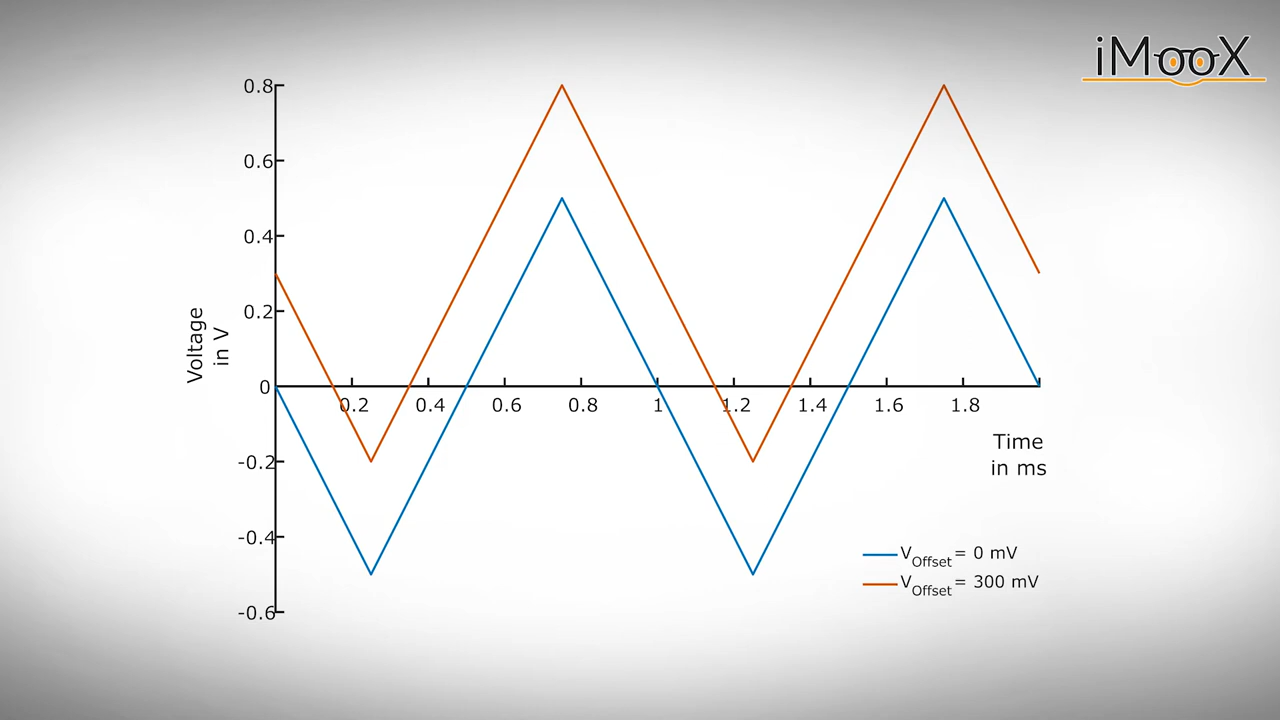 iMooX
0.8
0.6
0.4
0.2
0
-0.2
-0.4
-0.6
Voltage
in V
0.2 0.4 0.6 0.8 1 1.2 1.4 1.6 1.8
Time
in ms
VOffset = 0 mV
VOffset = 300 mV